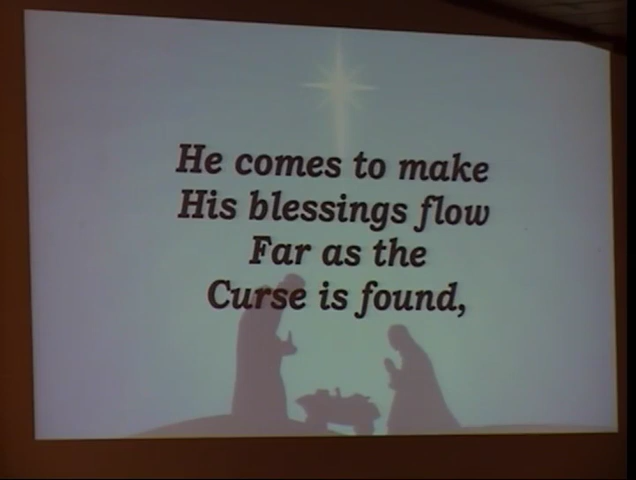 He comes to make
His blessings flow
Far as the
Curse is found,